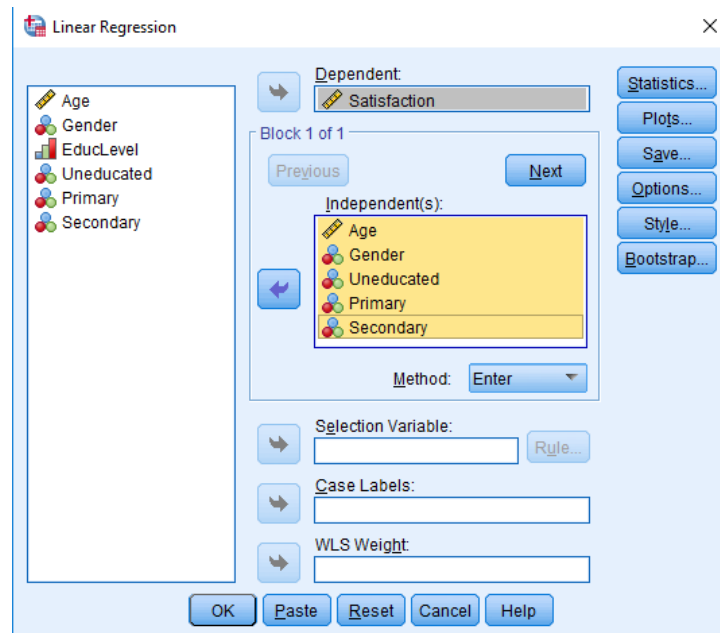 Linear Regression
Age
Gender
EducLevel
Uneducated
Primary
Secondary
Dependent:
Satisfaction
Block 1 of 1
Previous
Next
Independent(s):
Age
Gender
Uneducated
Primary
Secondary
Method: Enter
Selection Variable:
Rule...
Case Labels:
WLS Weight:
Statistics...
Plots...
Save...
Options...
Style...
Bootstrap...
OK Paste Reset Cancel Help